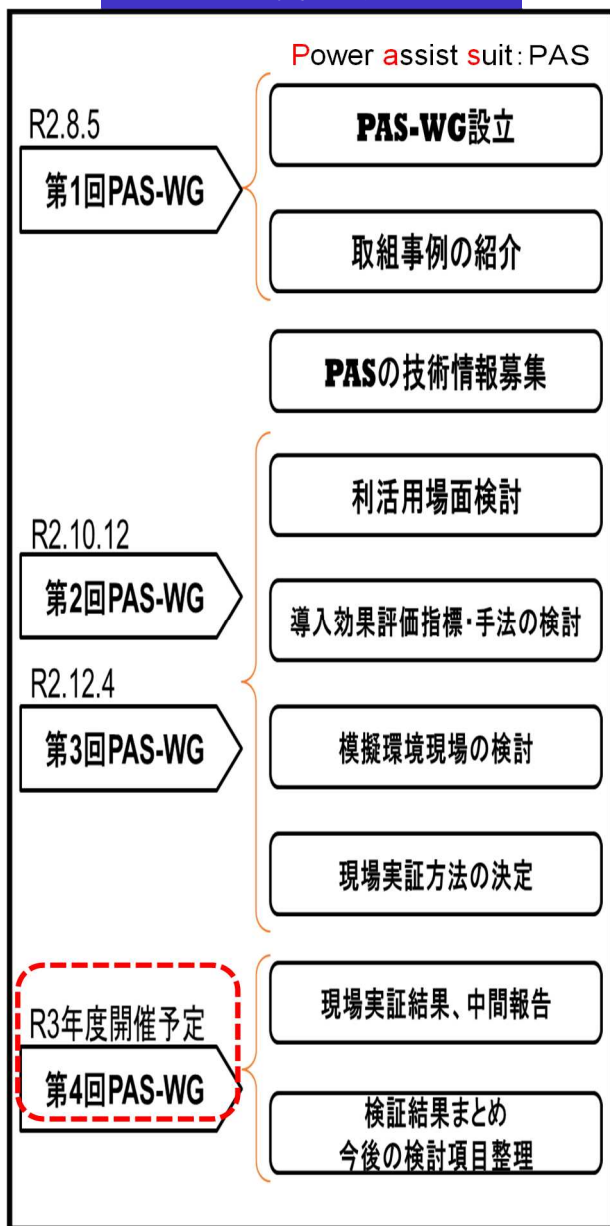 Power assist suit：PAS
R2.8.5
第1回PAS-WG
PAS-WG設立
取組事例の紹介
PASの技術情報募集
R2.10.12
第2回PAS-WG
R2.12.4
第3回PAS-WG
利活用場面検討
導入効果評価指標・手法の検討
模擬環境現場の検討
現場実証方法の決定
R3年度開催予定
第4回PAS-WG
現場実証結果、中間報告
検証結果まとめ
今後の検討項目整理